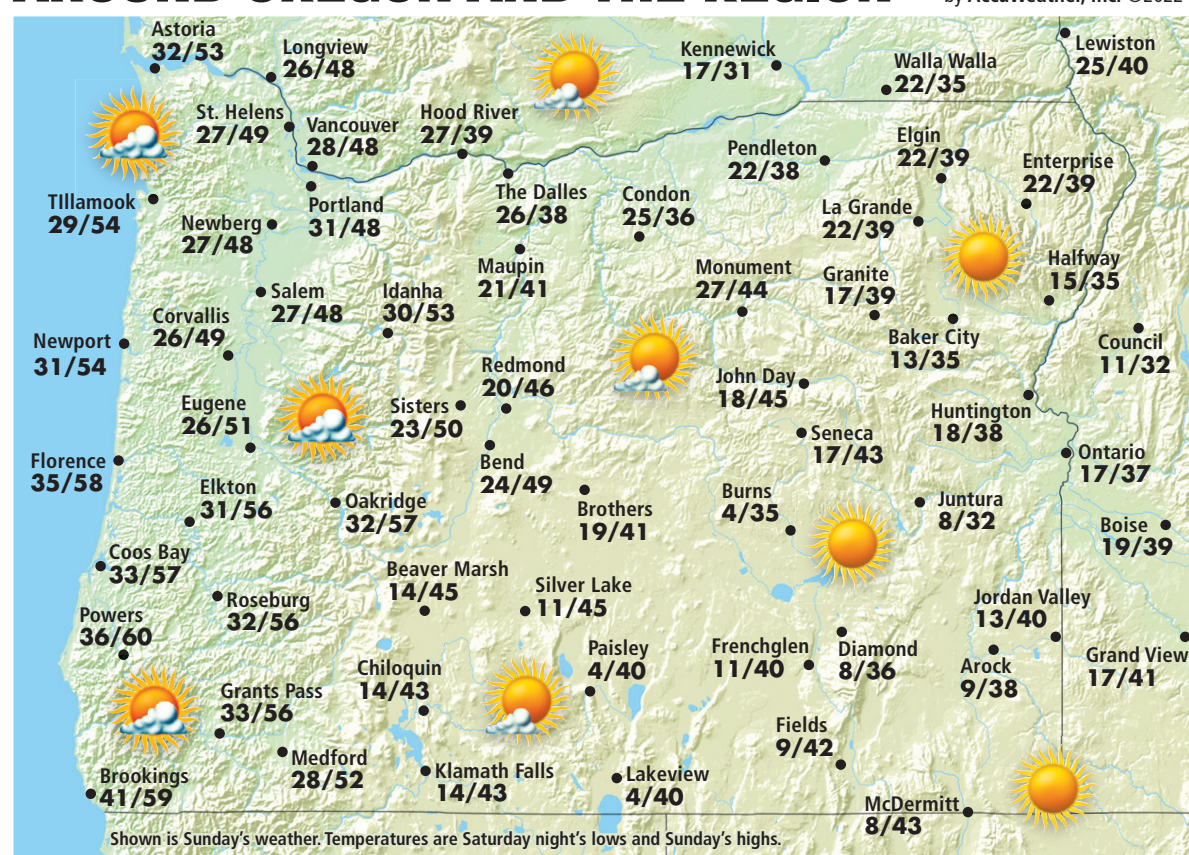 AROUND OREGON AND THE REGION
by AccuWeather, Inc. ©2022
Astoria
32/53
Longview
26/48
Kennewick
17/31
Walla Walla
22/35
Lewiston
25/40
St. Helens
27/49
Vancouver
28/48
Hood River
27/39
Pendleton
22/38
Elgin
22/39
Enterprise
22/39
TIllamook
29/54
Newberg
27/48
Portland
31/48
The Dalles
26/38
Condon
25/36
La Grande
22/39
Maupin
21/41
Monument
27/44
Granite
17/39
Halfway
15/35
Salem
27/48
Idanha
30/53
Corvallis
26/49
Newport
31/54
Baker City
13/35
Council
11/32
Redmond
20/46
John Day
18/45
Eugene
26/51
Sisters
23/50
Huntington
18/38
Seneca
17/43
Ontario
17/37
Florence
35/58
Bend
24/49
Elkton
31/56
Oakridge
32/57
Brothers
19/41
Burns
4/35
Juntura
8/32
Boise
19/39
Coos Bay
33/57
Beaver Marsh
14/45
Silver Lake
11/45
Roseburg
32/56
Jordan Valley
13/40
Powers
36/60
Chiloquin
14/43
Paisley
4/40
Frenchglen
11/40
Diamond
8/36
Arock
9/38
Grand View
17/41
Grants Pass
33/56
Fields
9/42
Medford
28/52
Brookings
41/59
Klamath Falls
14/43
Lakeview
4/40
McDermitt
8/43
Shown is Sunday's weather. Temperatures are Saturday night's lows and Sunday's highs.